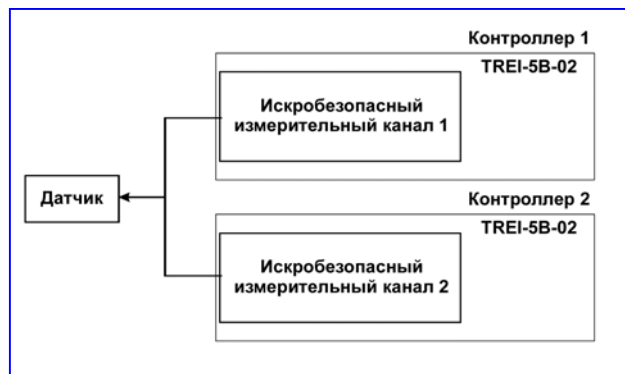 Контроллер 1
TREI-5B-02
Искробезопасный
измерительный канал 1
Датчик
Контроллер 2
TREI-5B-02
Искробезопасный
измерительный канал 2